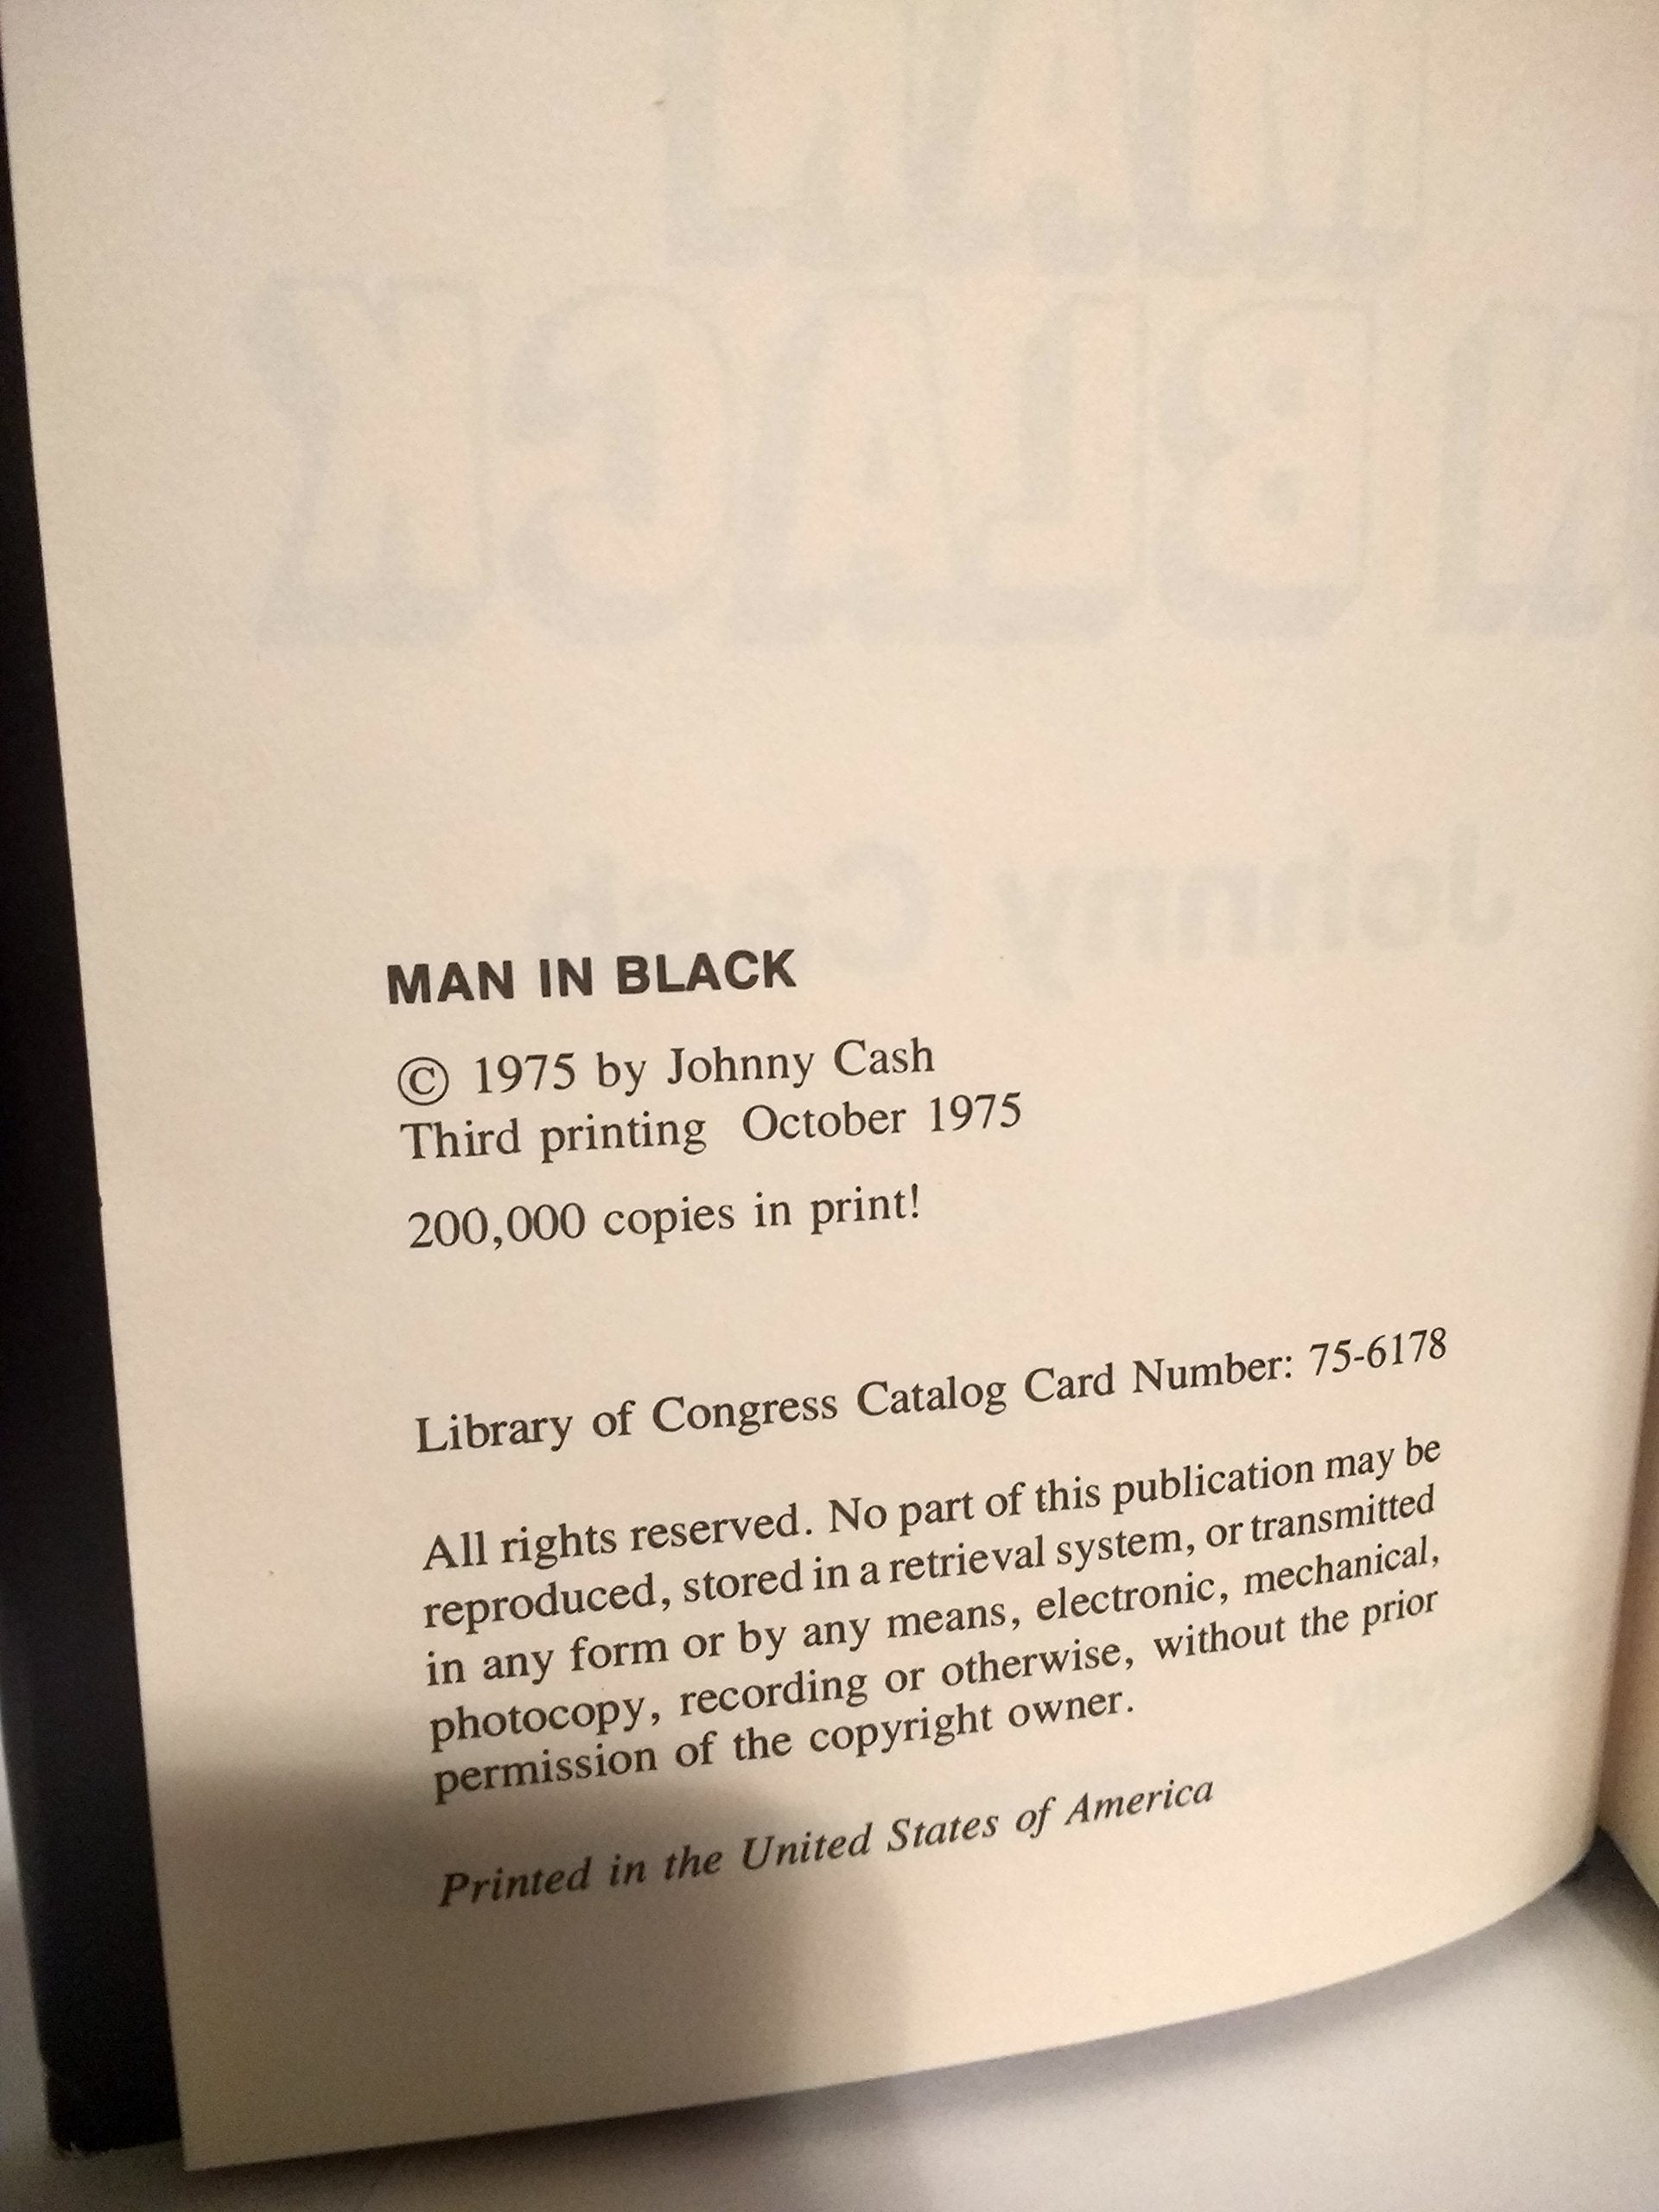 MAN IN BLACK
© 1975 by Johnny Cash
Third printing October 1975
200,000 copies in print!
Library of Congress Catalog Card Number: 75-6178
All rights reserved. No part of this publication may be
reproduced, stored in a retrieval system, or transmitted
in any form or by any means, electronic, mechanical,
photocopy, recording or otherwise, without the prior
permission of the copyright owner.
Printed in the United States of America